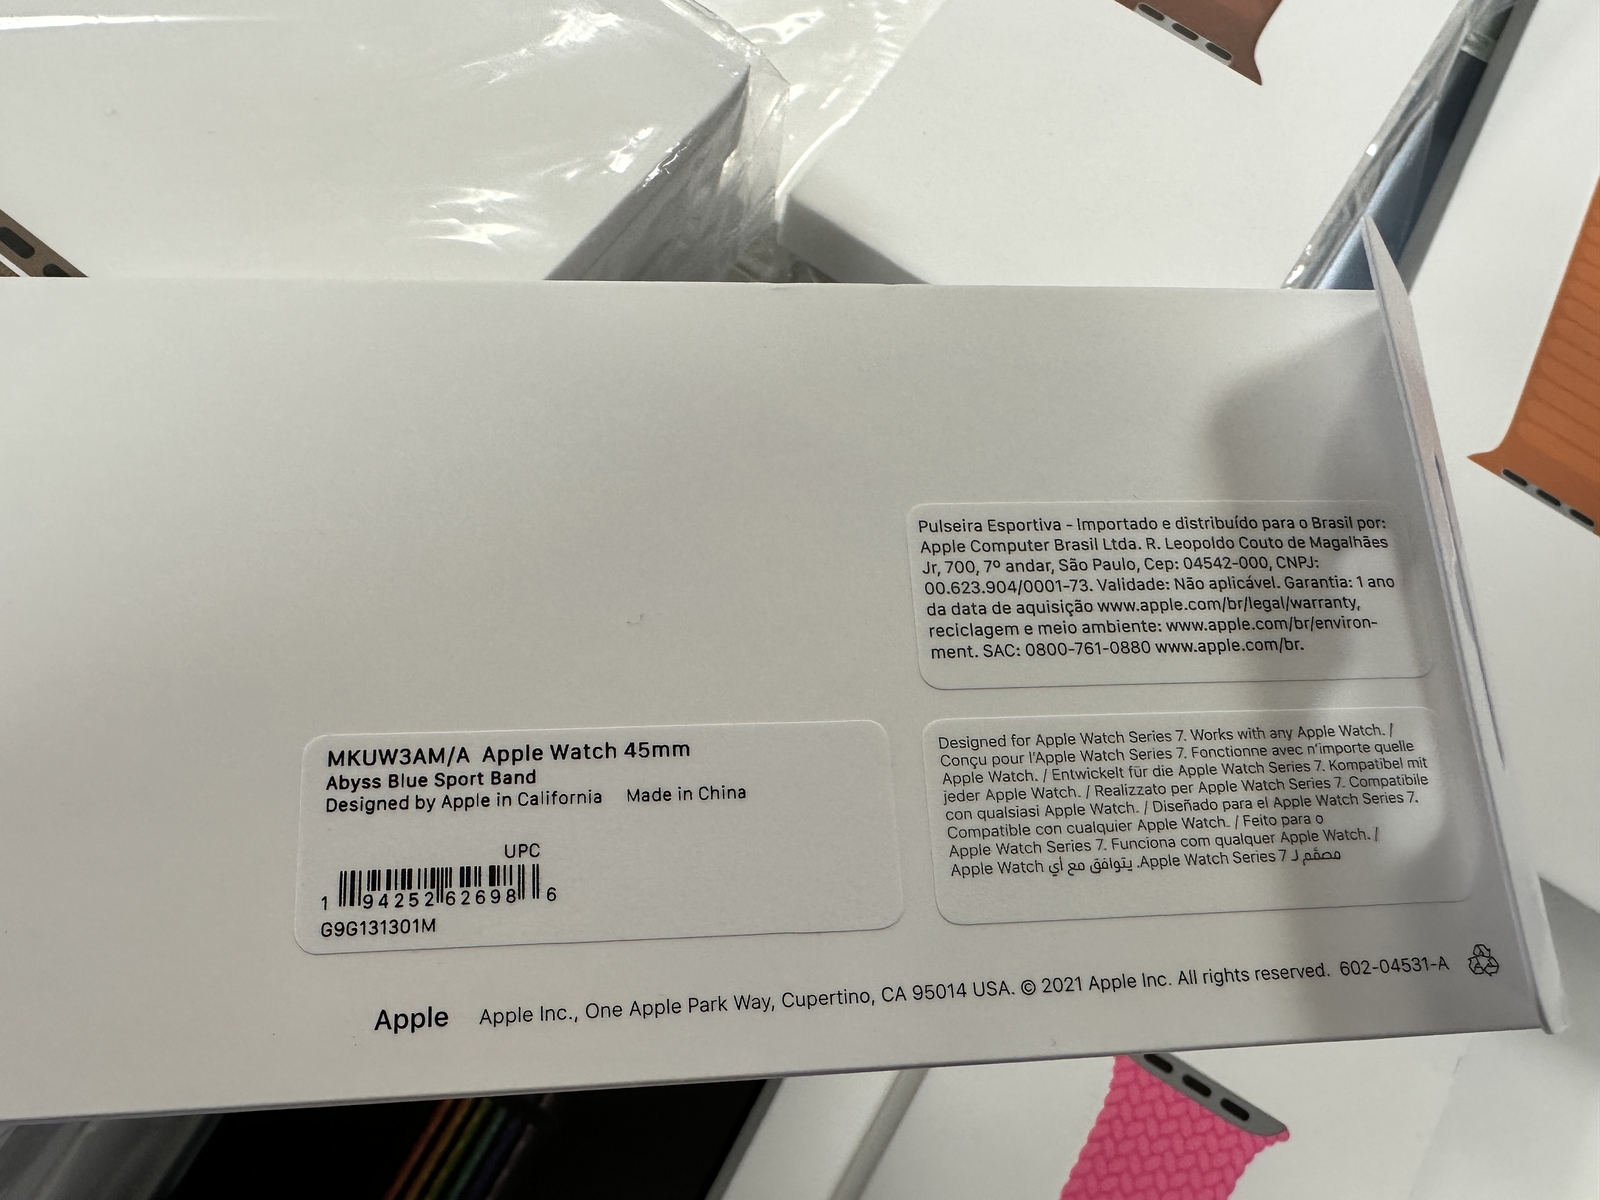 Pulseira Esportiva - Importado e distribuído para o Brasil por:
Apple Computer Brasil Ltda. R. Leopoldo Couto de Magalhães
Jr, 700, 7º andar, São Paulo, Cep: 04542-000, CNPJ:
00.623.904/0001-73. Validade: Não aplicável. Garantia: 1 ano
da data de aquisição www.apple.com/br/legal/warranty,
reciclagem e meio ambiente: www.apple.com/br/environ-
ment. SAC: 0800-761-0880 www.apple.com/br.
MKUW3AM/A Apple Watch 45mm
Abyss Blue Sport Band
Designed by Apple in California Made in China
UPC
1 94252 62698 6
G9G131301M
Designed for Apple Watch Series 7. Works with any Apple Watch. /
Conçu pour l'Apple Watch Series 7. Fonctionne avec n'importe quelle
Apple Watch. / Entwickelt für die Apple Watch Series 7. Kompatibel mit
jeder Apple Watch. / Realizzato per Apple Watch Series 7. Compatibile
con qualsiasi Apple Watch. / Diseñado para el Apple Watch Series 7.
Compatible con cualquier Apple Watch. / Feito para o
Apple Watch Series 7. Funciona com qualquer Apple Watch. /
مصمَّم لـ Apple Watch Series 7. يتوافق مع أي Apple Watch
Apple Apple Inc., One Apple Park Way, Cupertino, CA 95014 USA. © 2021 Apple Inc. All rights reserved. 602-04531-A